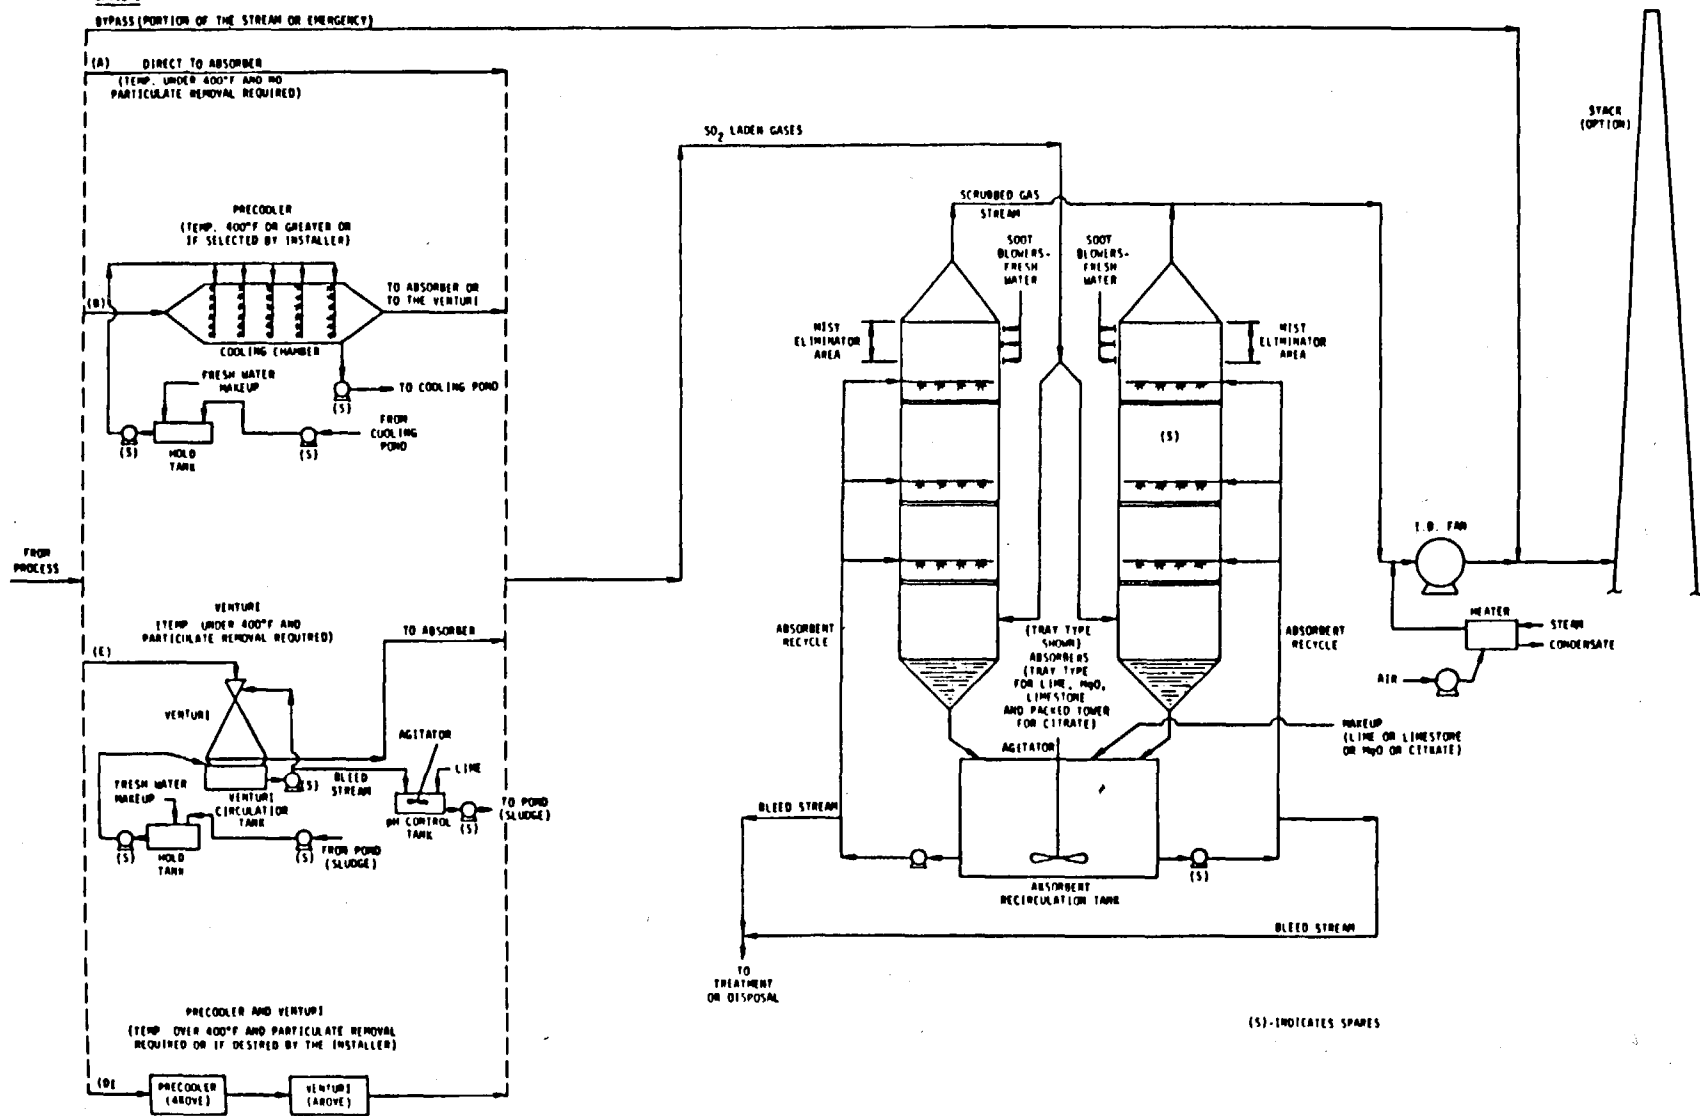 BYPASS (PORTION OF THE STREAM OR EMERGENCY)
(A) DIRECT TO ABSORBER
(TEMP. UNDER 400°F AND NO
PARTICULATE REMOVAL REQUIRED)
PRECOOLER
(TEMP. 400°F OR GREATER OR
IF SELECTED BY INSTALLER)
(B)
TO ABSORBER OR
TO THE VENTURI
COOLING CHAMBER
FRESH WATER
MAKEUP
TO COOLING POND
(S)
FROM
COOLING
POND
(S)
HOLD
TANK
(S)
FROM
PROCESS
VENTURI
(TEMP. UNDER 400°F AND
PARTICULATE REMOVAL REQUIRED)
TO ABSORBER
(E)
VENTURI
AGITATOR
LIME
(S)
BLEED
STREAM
FRESH WATER
MAKEUP
VENTURI
CIRCULATION
TANK
PH CONTROL
TANK
(S)
TO POND
(SLUDGE)
(S)
HOLD
TANK
(S)
FROM POND
(SLUDGE)
PRECOOLER AND VENTURI
(TEMP. OVER 400°F AND PARTICULATE REMOVAL
REQUIRED OR IF DESIRED BY THE INSTALLER)
(D)
PRECOOLER
(ABOVE)
VENTURI
(ABOVE)
SO2 LADEN GASES
SCRUBBED GAS
STREAM
SOOT
BLOWERS-
FRESH
WATER
SOOT
BLOWERS-
FRESH
WATER
MIST
ELIMINATOR
AREA
MIST
ELIMINATOR
AREA
(S)
ABSORBENT
RECYCLE
(TRAY TYPE
SHOWN)
ABSORBERS
(TRAY TYPE
FOR LIME, MgO,
LIMESTONE
AND PACKED TOWER
FOR CITRATE)
ABSORBENT
RECYCLE
AGITATOR
MAKEUP
(LIME OR LIMESTONE
OR MgO OR CITRATE)
BLEED STREAM
(S)
ABSORBENT
RECIRCULATION TANK
BLEED STREAM
TO
TREATMENT
OR DISPOSAL
STACK
(OPTION)
I.D. FAN
HEATER
STEAM
CONDENSATE
AIR
(S)-INDICATES SPARES